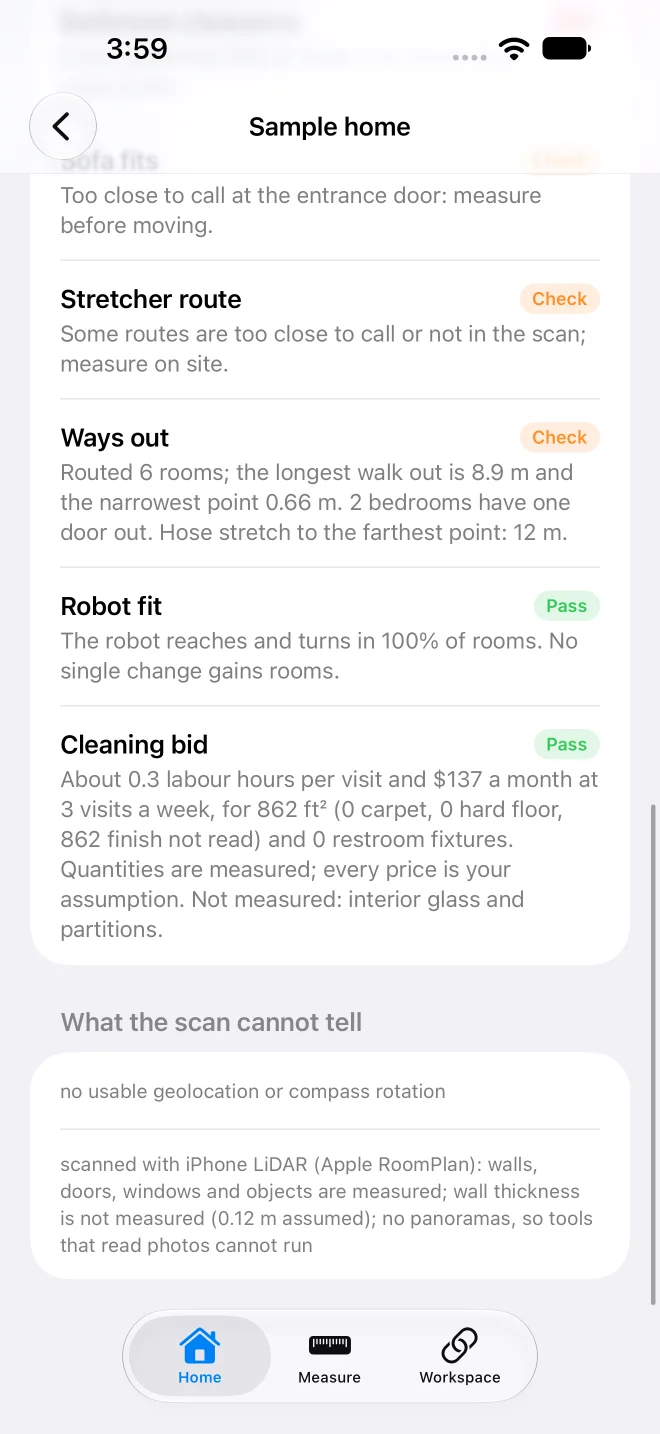 3:59
Sample home
Sofa fits
Check
Too close to call at the entrance door: measure
before moving.
Stretcher route
Check
Some routes are too close to call or not in the scan;
measure on site.
Ways out
Check
Routed 6 rooms; the longest walk out is 8.9 m and
the narrowest point 0.66 m. 2 bedrooms have one
door out. Hose stretch to the farthest point: 12 m.
Robot fit
Pass
The robot reaches and turns in 100% of rooms. No
single change gains rooms.
Cleaning bid
Pass
About 0.3 labour hours per visit and $137 a month at
3 visits a week, for 862 ft² (0 carpet, 0 hard floor,
862 finish not read) and 0 restroom fixtures.
Quantities are measured; every price is your
assumption. Not measured: interior glass and
partitions.
What the scan cannot tell
no usable geolocation or compass rotation
scanned with iPhone LiDAR (Apple RoomPlan): walls,
doors, windows and objects are measured; wall thickness
is not measured (0.12 m assumed); no panoramas, so tools
that read photos cannot run
Home
Measure
Workspace